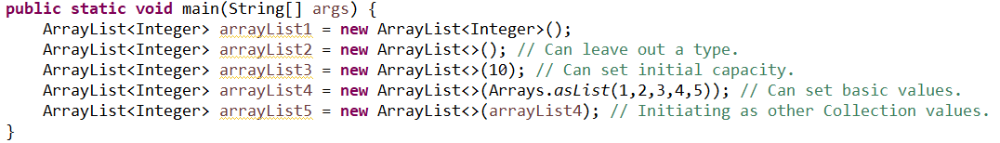 public static void main(String[] args) {
    ArrayList<Integer> arrayList1 = new ArrayList<Integer>();
    ArrayList<Integer> arrayList2 = new ArrayList<>(); // Can leave out a type.
    ArrayList<Integer> arrayList3 = new ArrayList<>(10); // Can set initial capacity.
    ArrayList<Integer> arrayList4 = new ArrayList<>(Arrays.asList(1,2,3,4,5)); // Can set basic values.
    ArrayList<Integer> arrayList5 = new ArrayList<>(arrayList4); // Initiating as other Collection values.
}